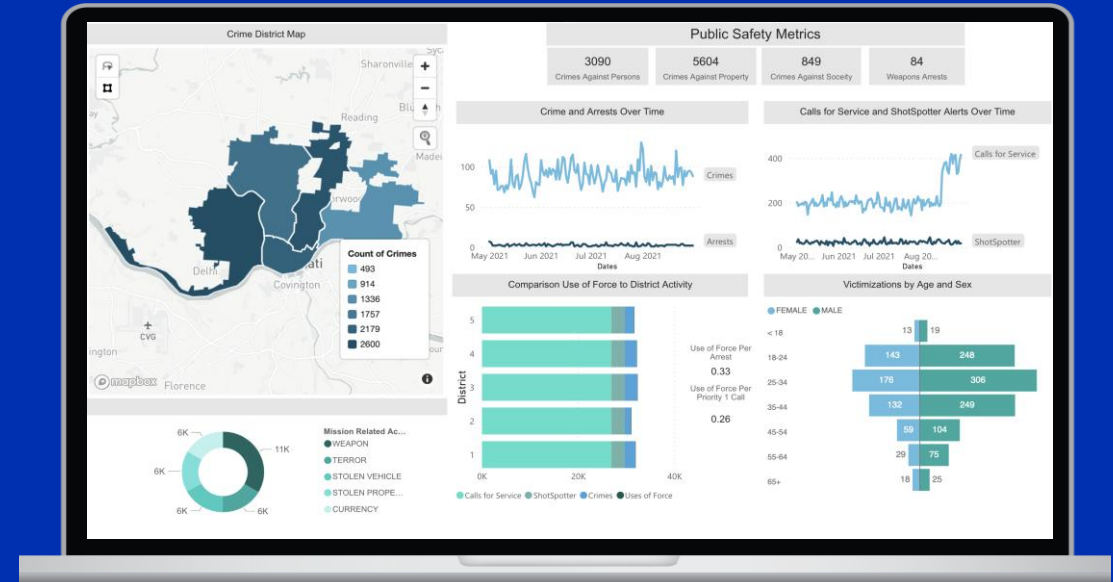 Crime District Map
Sharonville
Reading
Delhi
Covington
CVG
Florence
mapbox
Count of Crimes
493
914
1336
1757
2179
2600
Mission Related Ac...
WEAPON
TERROR
STOLEN VEHICLE
STOLEN PROPE...
CURRENCY
6K
11K
6K
6K
6K
Public Safety Metrics
3090
Crimes Against Persons
5604
Crimes Against Property
849
Crimes Against Soceity
84
Weapons Arrests
Crime and Arrests Over Time
100
50
0
Crimes
Arrests
May 2021 Jun 2021 Jul 2021 Aug 2021
Dates
Calls for Service and ShotSpotter Alerts Over Time
400
200
0
Calls for Service
ShotSpotter
May 20... Jun 2021 Jul 2021 Aug 20...
Dates
Comparison Use of Force to District Activity
District
5
4
3
2
1
0K 20K 40K
Calls for Service ShotSpotter Crimes Uses of Force
Use of Force Per
Arrest
0.33
Use of Force Per
Priority 1 Call
0.26
Victimizations by Age and Sex
FEMALE MALE
< 18 13 19
18-24 143 248
25-34 176 306
35-44 132 249
45-54 59 104
55-64 29 75
65+ 18 25